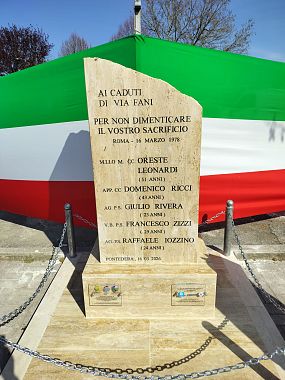 AI CADUTI
DI VIA FANI
PER NON DIMENTICARE
IL VOSTRO SACRIFICIO
ROMA - 16 MARZO 1978
M.LLO M. CC ORESTE
LEONARDI
(51 ANNI)
APP. CC DOMENICO RICCI
(43 ANNI)
AG. P.S. GIULIO RIVERA
(23 ANNI)
V.B. P.S. FRANCESCO ZIZZI
(29 ANNI)
RAFFAELE IOZZINO
(24 ANNI)
PONTEDERA, 16 03 2026